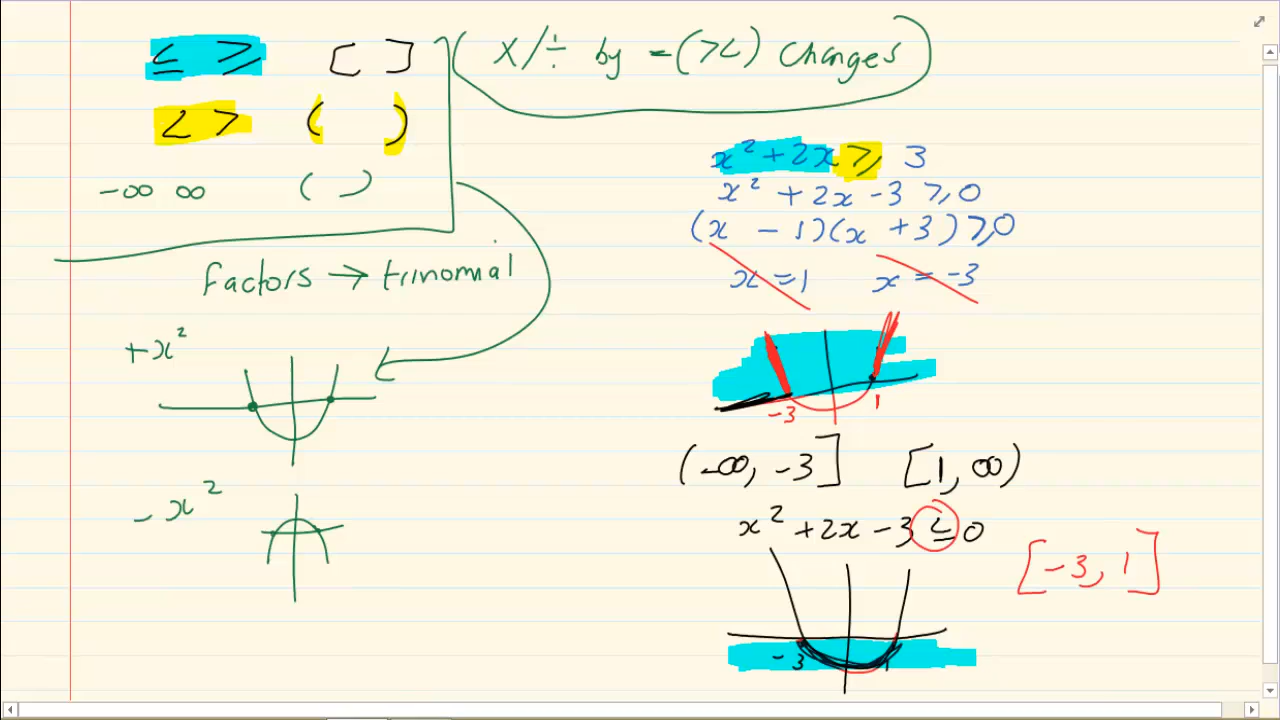 ≤ ≥ [ ]
< > ( )
-∞ ∞ ( )
x/÷ by -(><) changes
Factors → trinomial
+x²
-x²
x² + 2x ≥ 3
x² + 2x - 3 ≥ 0
(x - 1)(x + 3) ≥ 0
x = 1 x = -3
-3 1
(-∞, -3] [1, ∞)
x² + 2x - 3 ≤ 0
[-3, 1]
-3 1